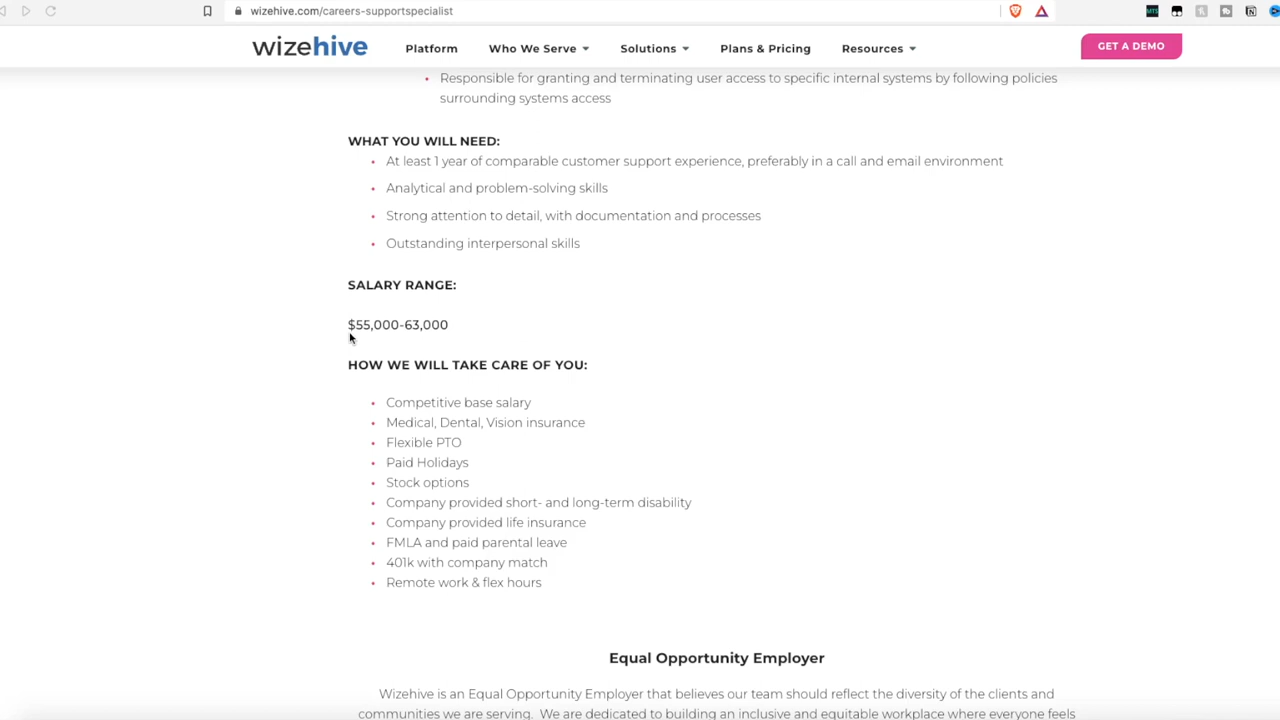 wizehive.com/careers-supportspecialist
MTS
wizehive
Platform
Who We Serve
Solutions
Plans & Pricing
Resources
GET A DEMO
• Responsible for granting and terminating user access to specific internal systems by following policies
surrounding systems access
WHAT YOU WILL NEED:
• At least 1 year of comparable customer support experience, preferably in a call and email environment
• Analytical and problem-solving skills
• Strong attention to detail, with documentation and processes
• Outstanding interpersonal skills
SALARY RANGE:
$55,000-63,000
HOW WE WILL TAKE CARE OF YOU:
• Competitive base salary
• Medical, Dental, Vision insurance
• Flexible PTO
• Paid Holidays
• Stock options
• Company provided short- and long-term disability
• Company provided life insurance
• FMLA and paid parental leave
• 401k with company match
• Remote work & flex hours
Equal Opportunity Employer
Wizehive is an Equal Opportunity Employer that believes our team should reflect the diversity of the clients and
communities we are serving. We are dedicated to building an inclusive and equitable workplace where everyone feels